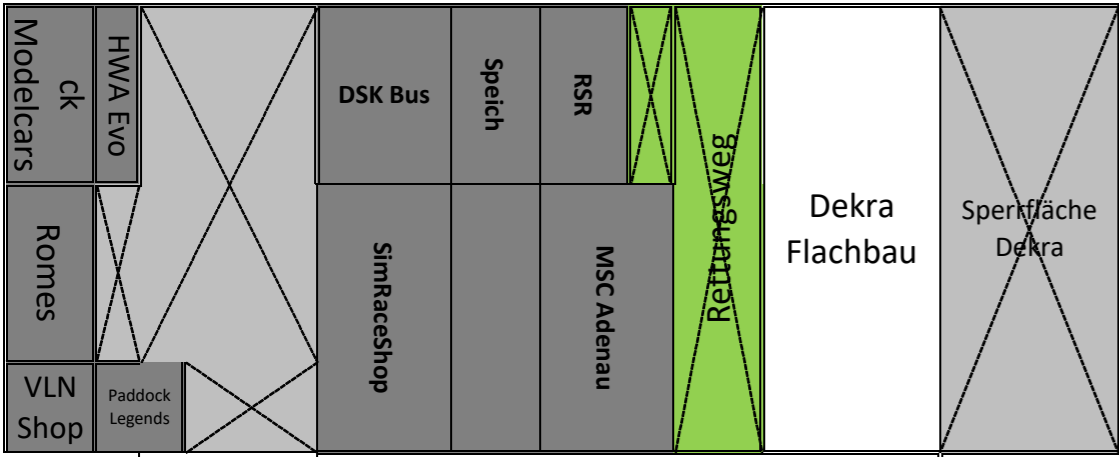 ck
Modelcars
HWA Evo
DSK Bus
Speich
RSR
Rettungsweg
Dekra
Flachbau
Sperrfläche
Dekra
Romes
SimRaceShop
MSC Adenau
VLN
Shop
Paddock
Legends